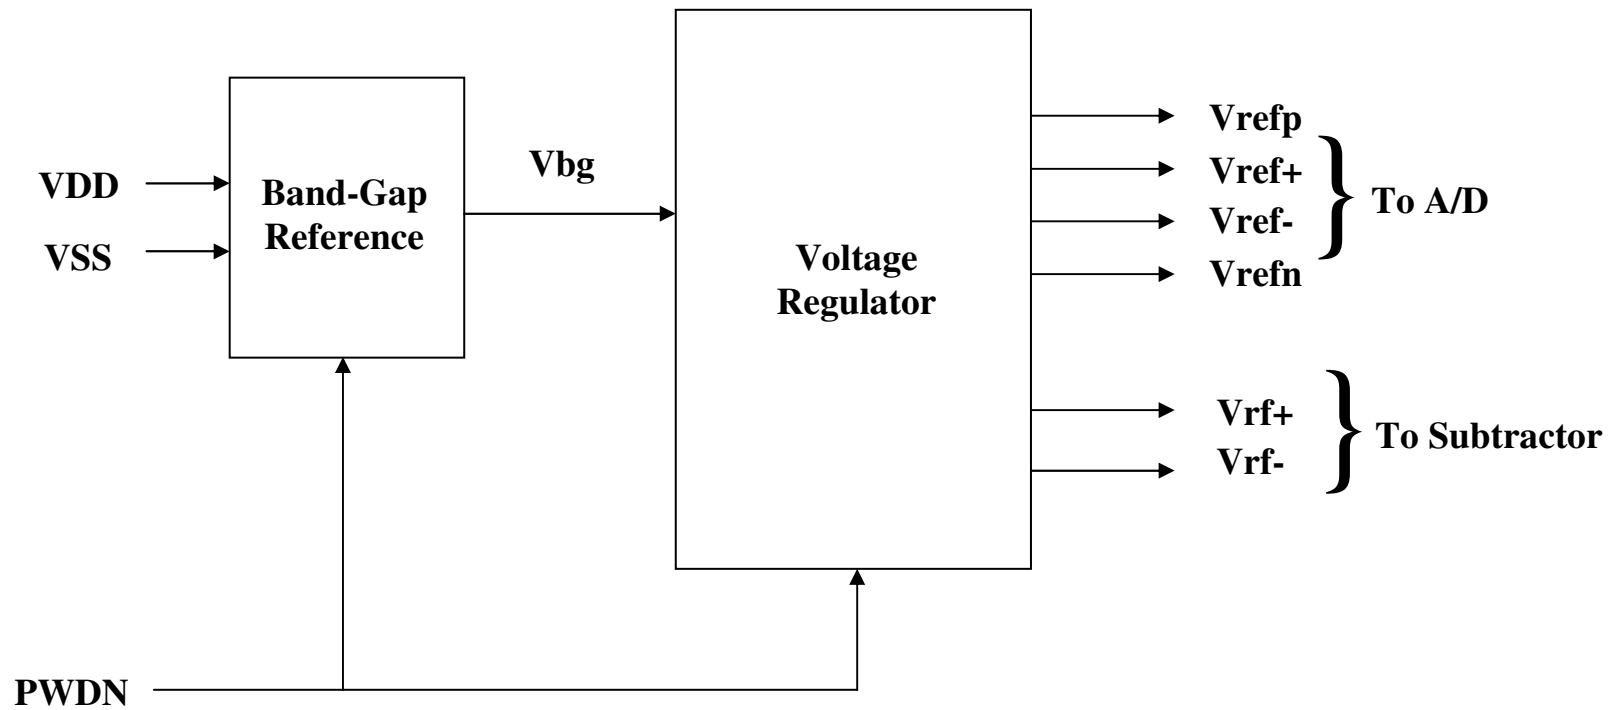 VDD
VSS
Band-Gap
Reference
Vbg
Voltage
Regulator
Vrefp
Vref+
Vref-
Vrefn
To A/D
Vrf+
Vrf-
To Subtractor
PWDN